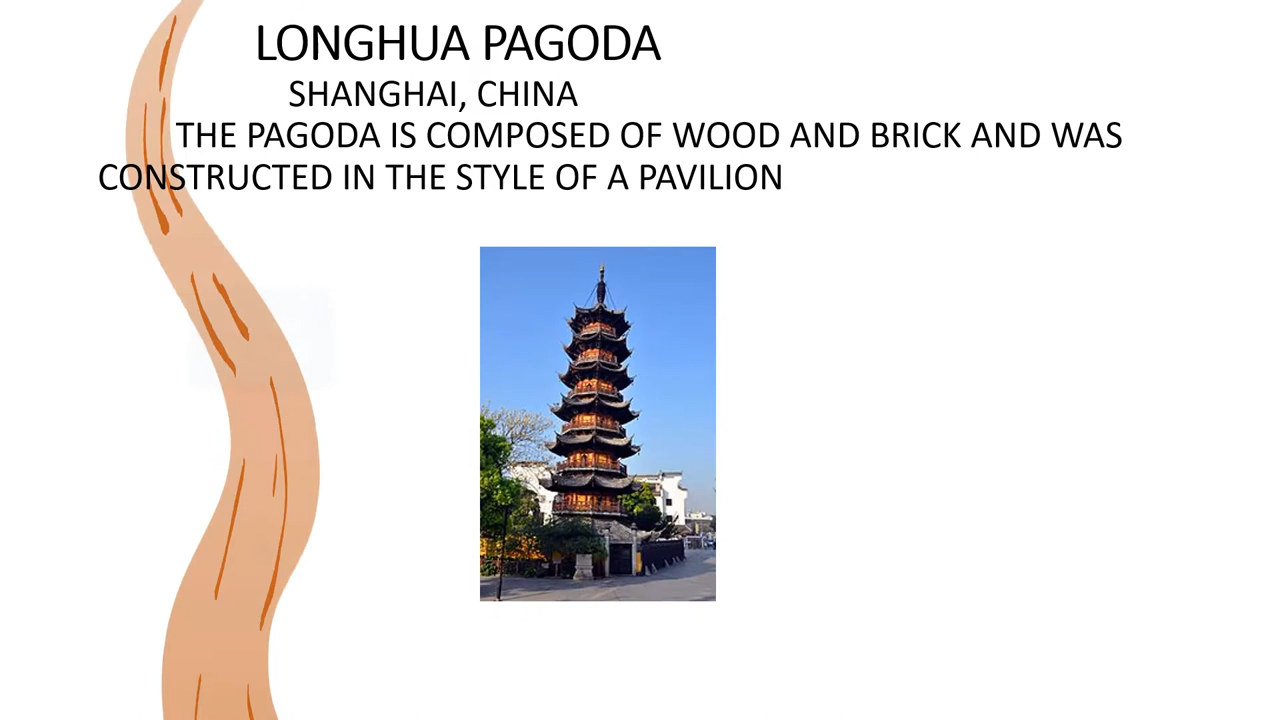 LONGHUA PAGODA
SHANGHAI, CHINA
THE PAGODA IS COMPOSED OF WOOD AND BRICK AND WAS
CONSTRUCTED IN THE STYLE OF A PAVILION